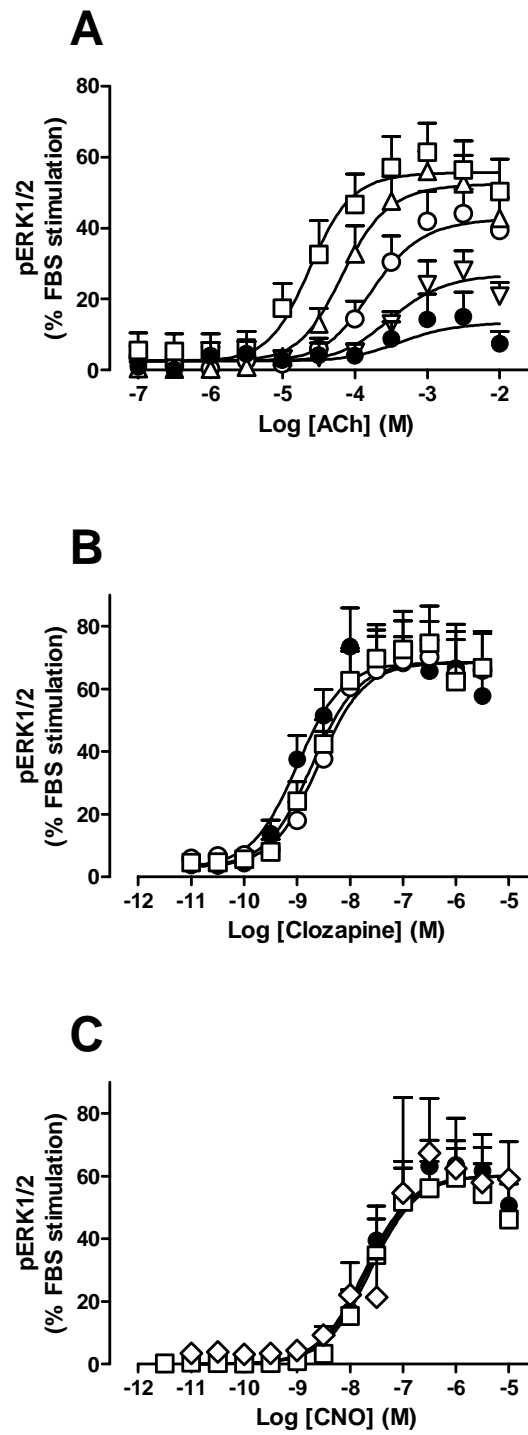 A
80
60
40
20
0
pERK1/2
(% FBS stimulation)
-7 -6 -5 -4 -3 -2
Log [ACh] (M)
B
80
60
40
20
0
pERK1/2
(% FBS stimulation)
-12 -11 -10 -9 -8 -7 -6 -5
Log [Clozapine] (M)
C
80
60
40
20
0
pERK1/2
(% FBS stimulation)
-12 -11 -10 -9 -8 -7 -6 -5
Log [CNO] (M)